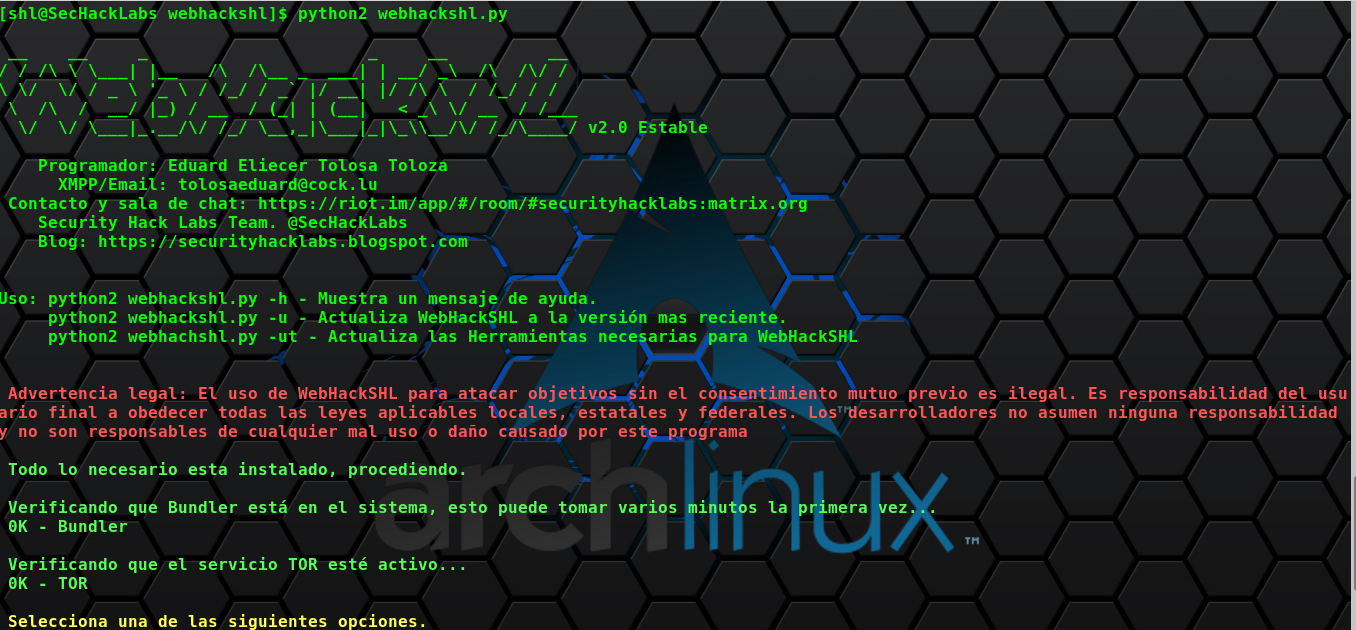 [shl@SecHackLabs webhackshl]$ python2 webhackshl.py
WebHackSHL
v2.0 Estable
Programador: Eduard Eliecer Tolosa Toloza
XMPP/Email: tolosaeduard@cock.lu
Contacto y sala de chat: https://riot.im/app/#/room/#securityhacklabs:matrix.org
Security Hack Labs Team. @SecHackLabs
Blog: https://securityhacklabs.blogspot.com
Uso: python2 webhackshl.py -h - Muestra un mensaje de ayuda.
python2 webhackshl.py -u - Actualiza WebHackSHL a la versión mas reciente.
python2 webhachshl.py -ut - Actualiza las Herramientas necesarias para WebHackSHL
Advertencia legal: El uso de WebHackSHL para atacar objetivos sin el consentimiento mutuo previo es ilegal. Es responsabilidad del usu
ario final a obedecer todas las leyes aplicables locales, estatales y federales. Los desarrolladores no asumen ninguna responsabilidad
y no son responsables de cualquier mal uso o daño causado por este programa
Todo lo necesario esta instalado, procediendo.
Verificando que Bundler está en el sistema, esto puede tomar varios minutos la primera vez...
OK - Bundler
Verificando que el servicio TOR esté activo...
OK - TOR
Selecciona una de las siguientes opciones.
archlinux™